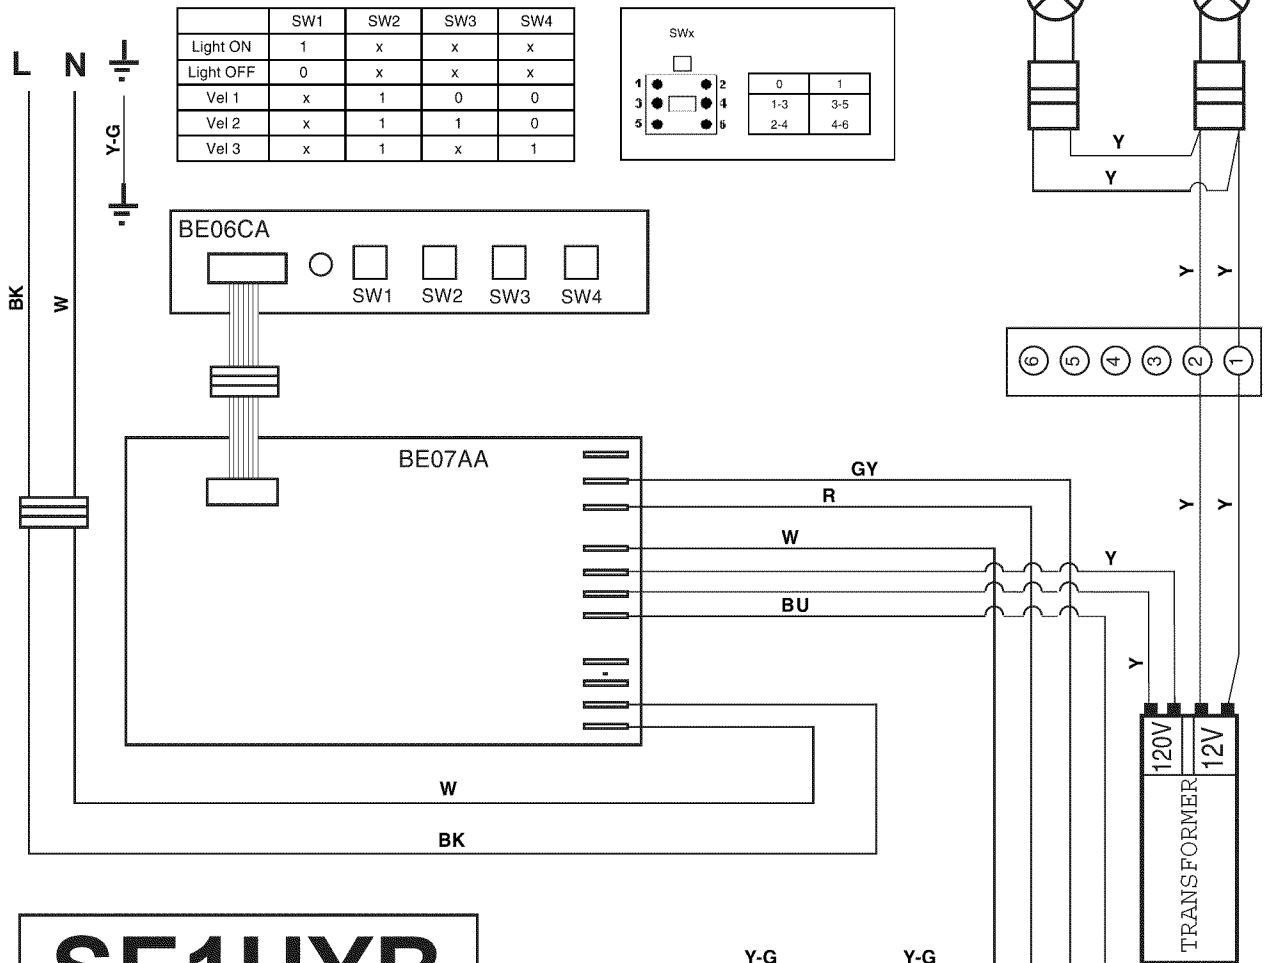 L N
Y-G
SW1 SW2 SW3 SW4
Light ON 1 x x x
Light OFF 0 x x x
Vel 1 x 1 0 0
Vel 2 x 1 1 0
Vel 3 x 1 x 1
SWx
1 2
3 4
5 6
0 1
1-3 3-5
2-4 4-6
Y
Y
BE06CA
SW1 SW2 SW3 SW4
BK
W
Y Y
6 5 4 3 2 1
BE07AA
GY
R
W
Y
BU
Y Y
Y
120V 12V
TRANSFORMER
W
BK
Y-G Y-G